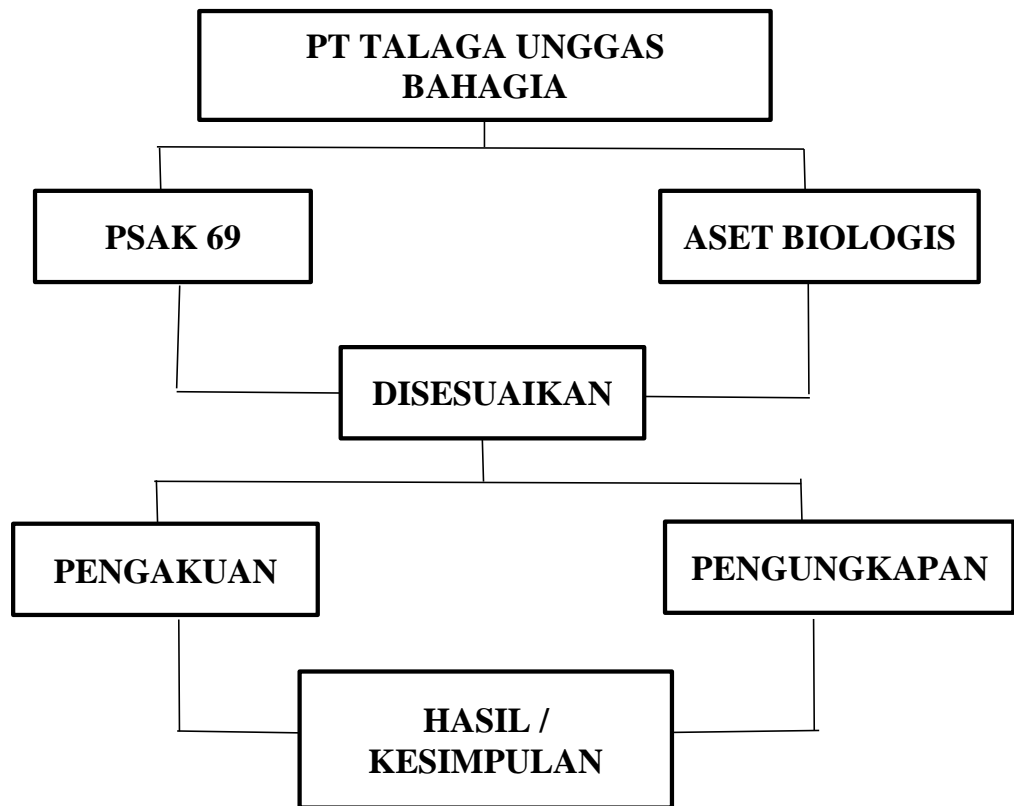 PT TALAGA UNGGAS
BAHAGIA
PSAK 69
ASET BIOLOGIS
DISESUAIKAN
PENGAKUAN
PENGUNGKAPAN
HASIL /
KESIMPULAN